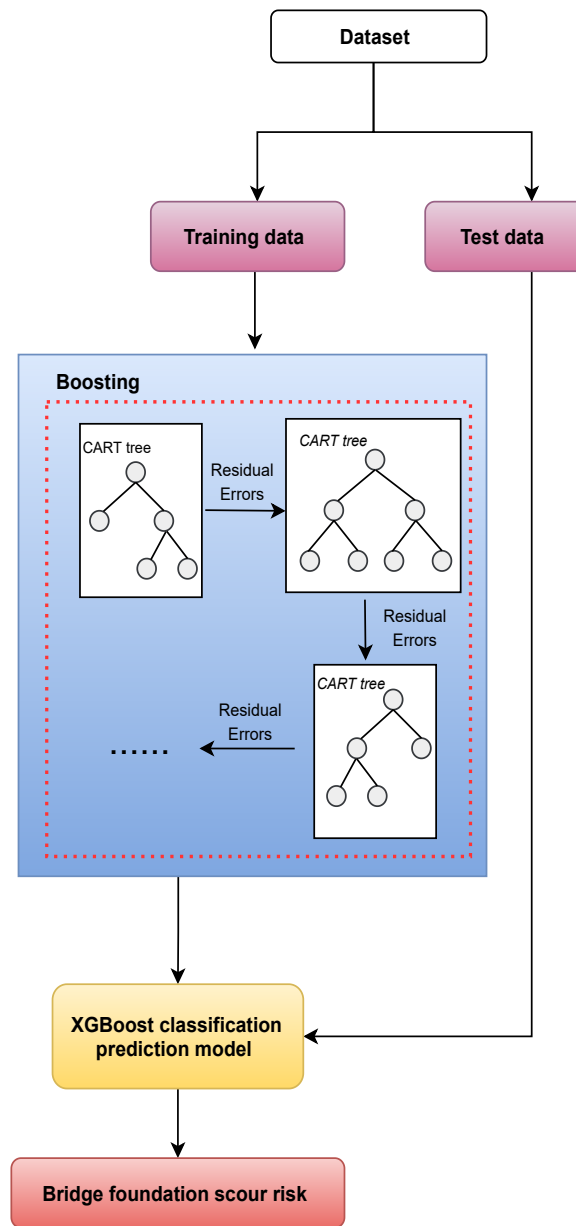 Dataset
Training data
Test data
Boosting
CART tree
Residual
Errors
CART tree
Residual
Errors
CART tree
Residual
Errors
......
XGBoost classification
prediction model
Bridge foundation scour risk